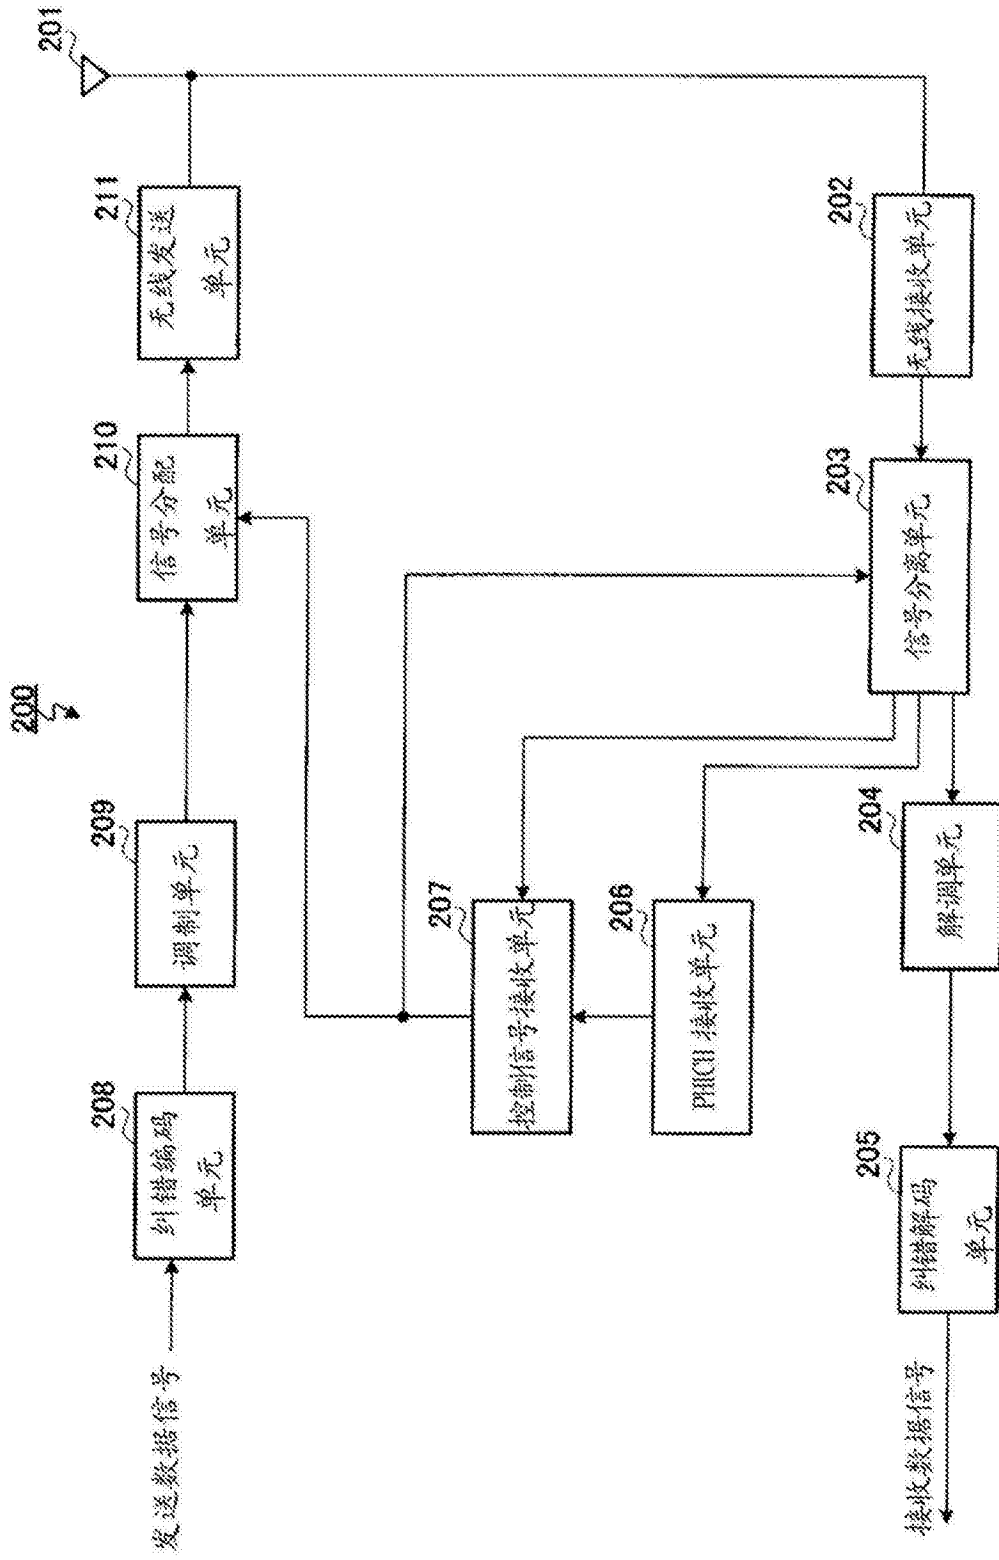 200
201
发送数据信号
208
纠错编码
单元
209
调制单元
210
信号分配
单元
211
无线发送
单元
207
控制信号接收单元
206
PHICH 接收单元
202
无线接收单元
203
信号分离单元
204
解调单元
205
纠错解码
单元
接收数据信号